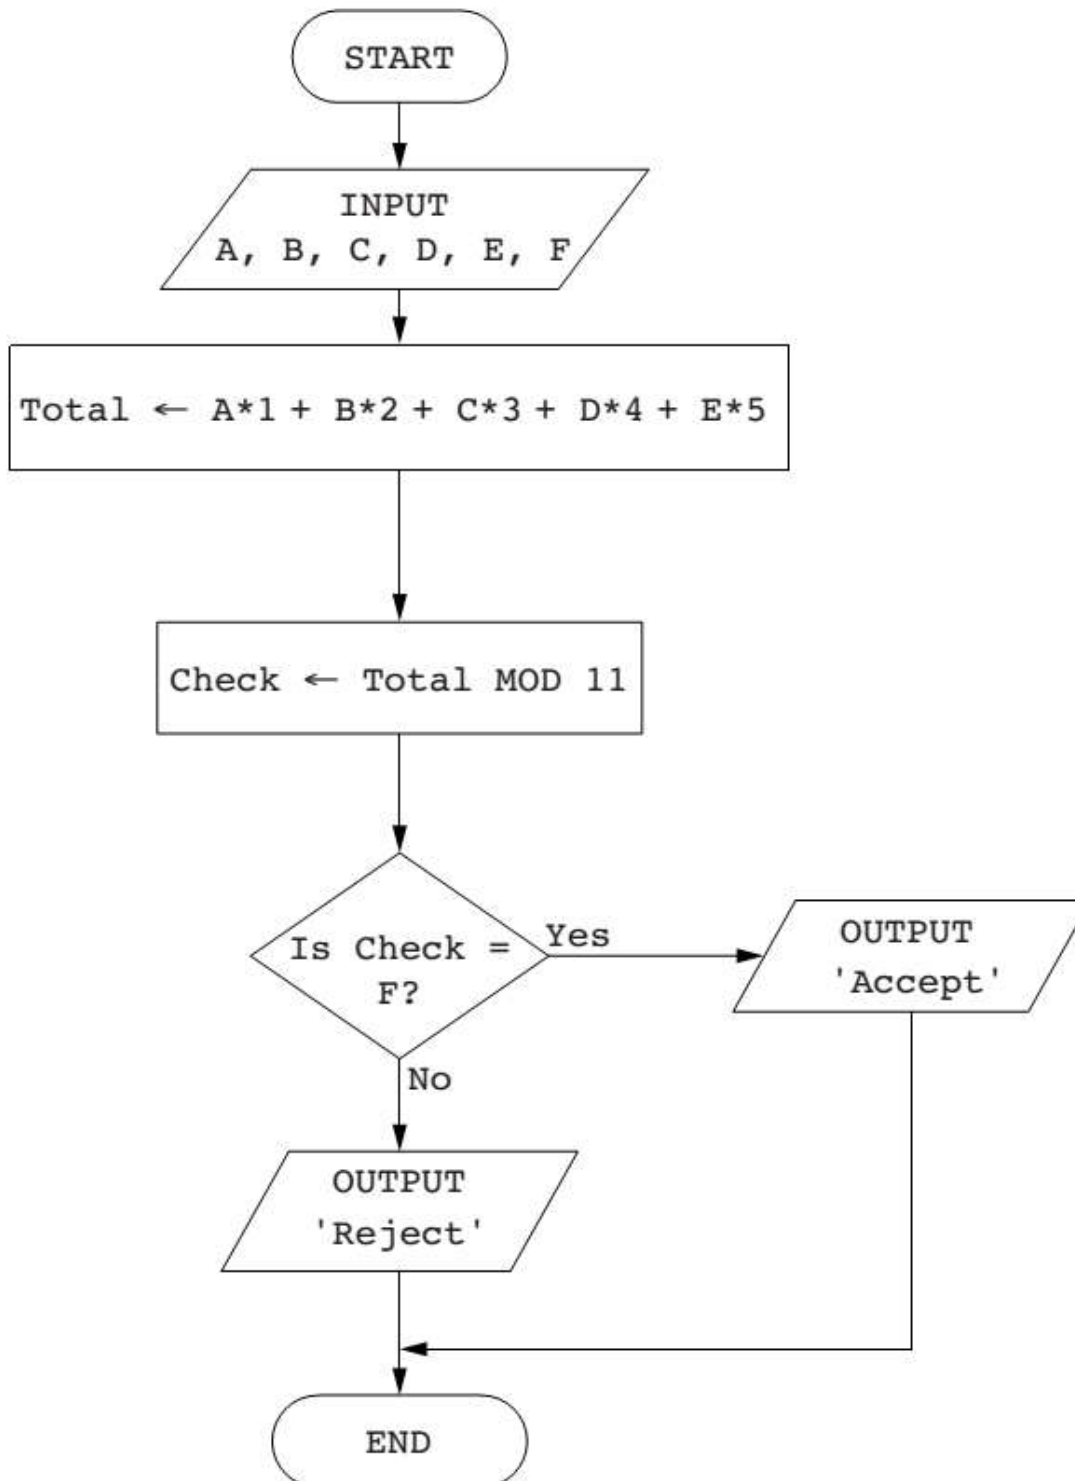 START
INPUT
A, B, C, D, E, F
Total ← A*1 + B*2 + C*3 + D*4 + E*5
Check ← Total MOD 11
Is Check =
F?
Yes
OUTPUT
'Accept'
No
OUTPUT
'Reject'
END